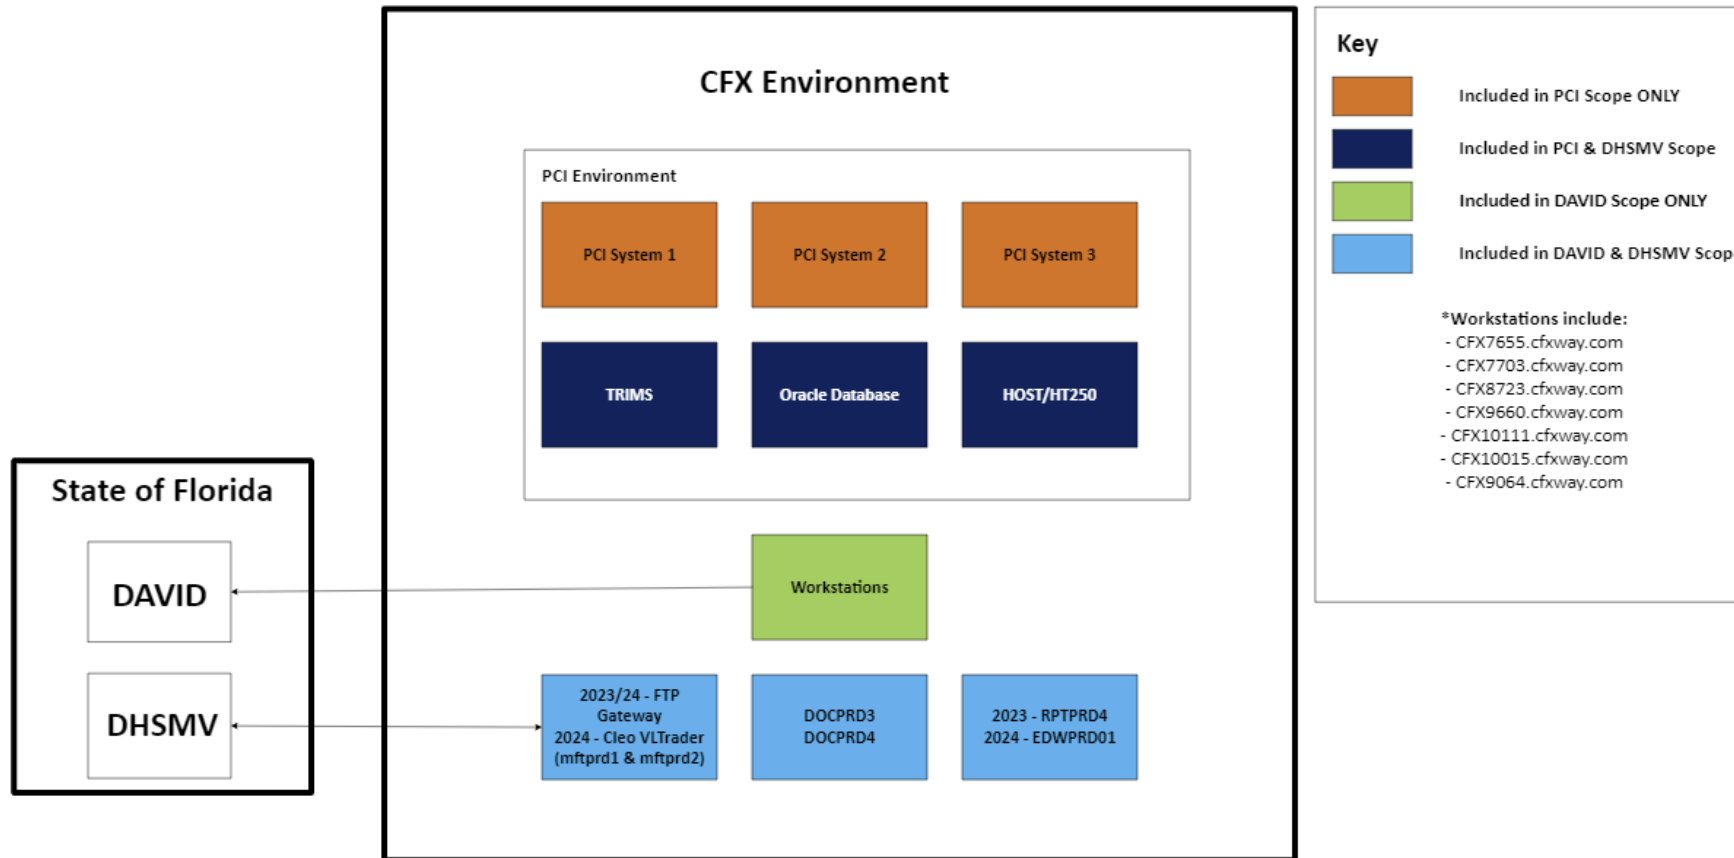 CFX Environment
PCI Environment
PCI System 1
PCI System 2
PCI System 3
TRIMS
Oracle Database
HOST/HT250
State of Florida
DAVID
DHSMV
Workstations
2023/24 - FTP
Gateway
2024 - Cleo VLTrader
(mftprd1 & mftprd2)
DOCPRD3
DOCPRD4
2023 - RPTPRD4
2024 - EDWPRD01
Key
Included in PCI Scope ONLY
Included in PCI & DHSMV Scope
Included in DAVID Scope ONLY
Included in DAVID & DHSMV Scop
*Workstations include:
- CFX7655.cfxway.com
- CFX7703.cfxway.com
- CFX8723.cfxway.com
- CFX9660.cfxway.com
- CFX10111.cfxway.com
- CFX10015.cfxway.com
- CFX9064.cfxway.com